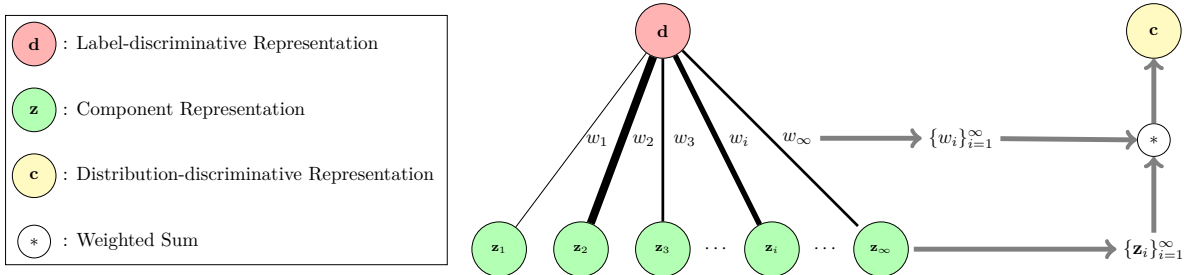 d : Label-discriminative Representation
z : Component Representation
c : Distribution-discriminative Representation
* : Weighted Sum
d
c
w₁ w₂ w₃ wᵢ w∞ {wᵢ}∞ᵢ₌₁ *
z₁ z₂ z₃ ... zᵢ ... z∞ {zᵢ}∞ᵢ₌₁